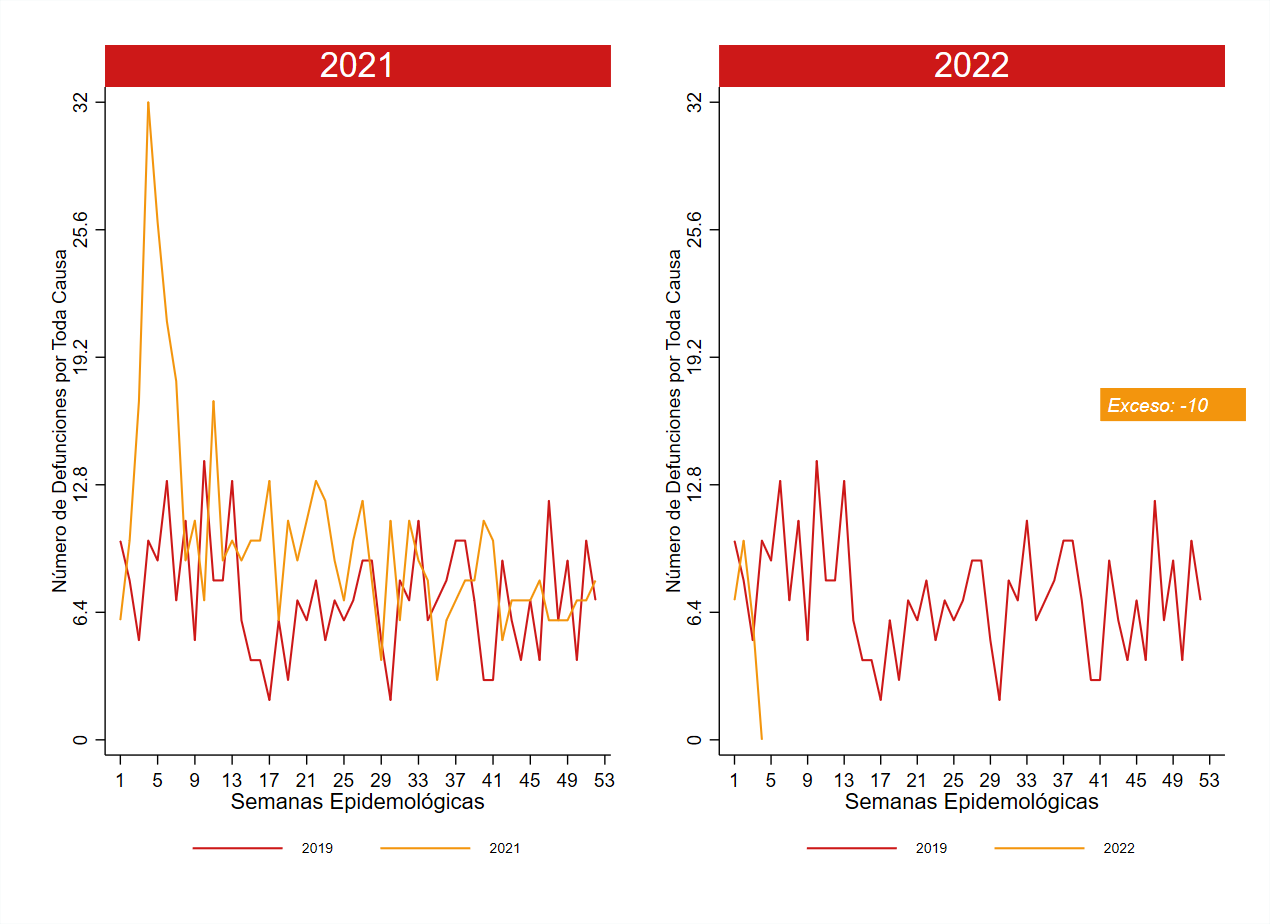 2021
Número de Defunciones por Toda Causa
32
25.6
19.2
12.8
6.4
0
1 5 9 13 17 21 25 29 33 37 41 45 49 53
Semanas Epidemológicas
2019 2021
2022
Número de Defunciones por Toda Causa
32
25.6
19.2
12.8
6.4
0
Exceso: -10
1 5 9 13 17 21 25 29 33 37 41 45 49 53
Semanas Epidemológicas
2019 2022